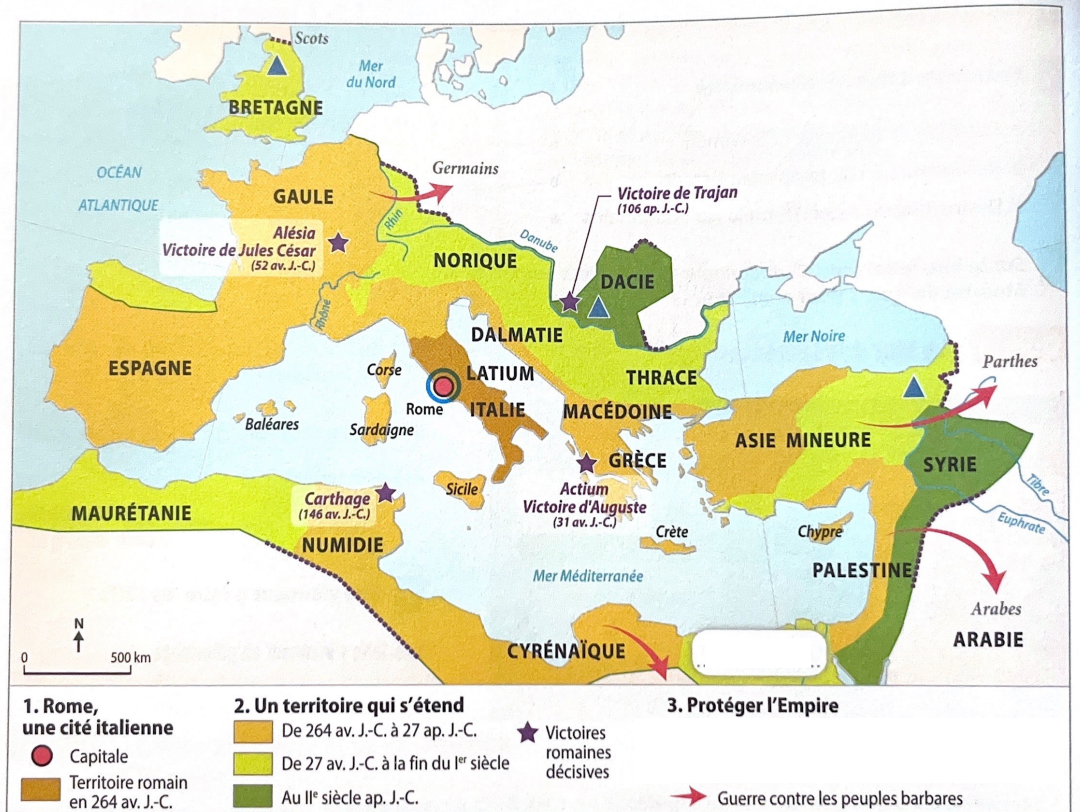 Scots
Mer
du Nord
BRETAGNE
OCÉAN
ATLANTIQUE
Germains
GAULE
Victoire de Trajan
(106 ap. J.-C.)
Rhin
Alésia
Victoire de Jules César
(52 av. J.-C.)
Danube
NORIQUE
DACIE
Rhône
DALMATIE
Mer Noire
ESPAGNE
Corse
LATIUM
THRACE
Parthes
Rome
ITALIE
MACÉDOINE
Baléares
Sardaigne
ASIE MINEURE
GRÈCE
SYRIE
Sicile
Carthage
(146 av. J.-C.)
Actium
Victoire d'Auguste
(31 av. J.-C.)
Tibre
MAURÉTANIE
Euphrate
NUMIDIE
Crète
Chypre
Mer Méditerranée
PALESTINE
Arabes
ARABIE
CYRÉNAÏQUE
N
0 500 km
1. Rome,
une cité italienne
Capitale
Territoire romain
en 264 av. J.-C.
2. Un territoire qui s'étend
De 264 av. J.-C. à 27 ap. J.-C.
De 27 av. J.-C. à la fin du Ier siècle
Au IIe siècle ap. J.-C.
Victoires
romaines
décisives
3. Protéger l'Empire
Guerre contre les peuples barbares